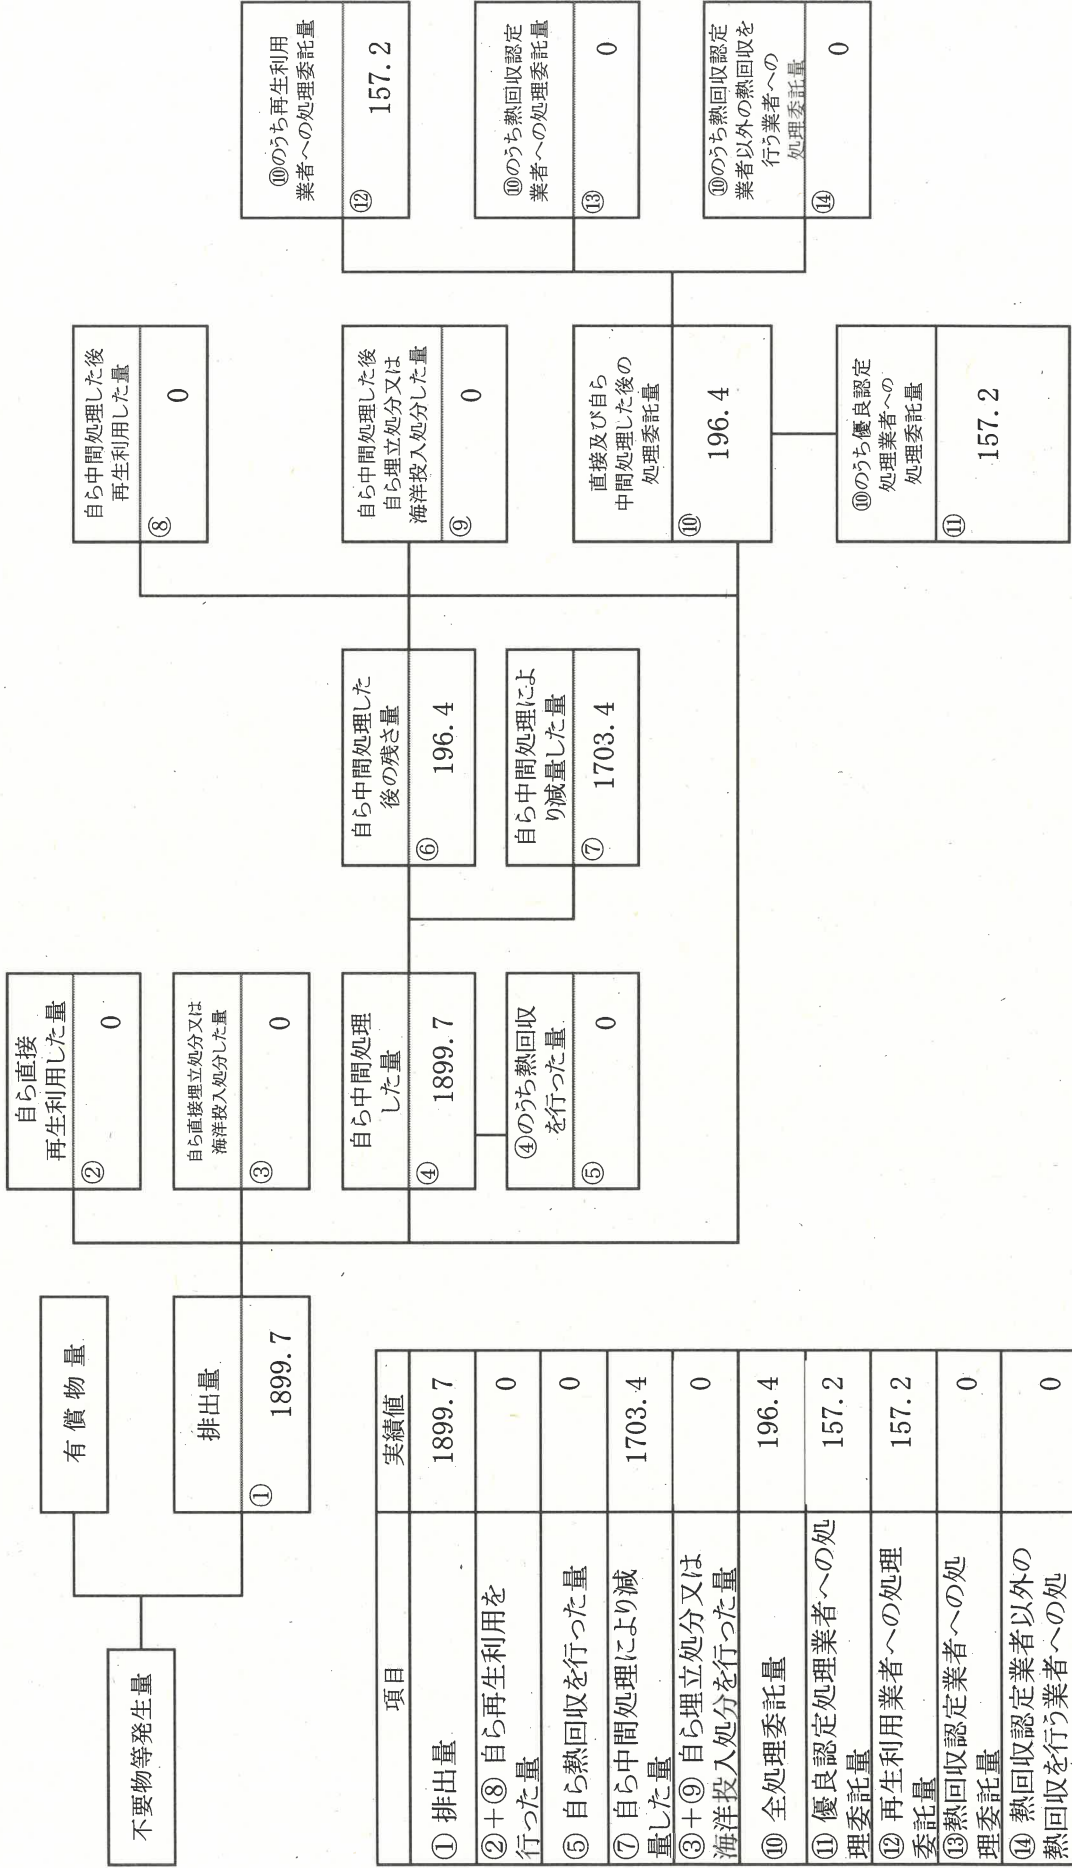 不要物等発生量
有償物量
排出量
①
1899.7
自ら直接
再生利用した量
②
0
自ら直接埋立処分又は
海洋投入処分した量
③
0
自ら中間処理
した量
④
1899.7
④のうち熱回収
を行った量
⑤
0
自ら中間処理した
後の残さ量
⑥
196.4
自ら中間処理によ
り減量した量
⑦
1703.4
自ら中間処理した後
再生利用した量
⑧
0
自ら中間処理した後
自ら埋立処分又は
海洋投入処分した量
⑨
0
直接及び自ら
中間処理した後の
処理委託量
⑩
196.4
⑩のうち優良認定
処理業者への
処理委託量
⑪
157.2
⑩のうち再生利用
業者への処理委託量
⑫
157.2
⑩のうち熱回収認定
業者への処理委託量
⑬
0
⑩のうち熱回収認定
業者以外の熱回収を
行う業者への
処理委託量
⑭
0
項目 実績値
① 排出量 1899.7
②+⑧ 自ら再生利用を
行った量 0
⑤ 自ら熱回収を行った量 0
⑦ 自ら中間処理により減
量した量 1703.4
③+⑨ 自ら埋立処分又は
海洋投入処分を行った量 0
⑩ 全処理委託量 196.4
⑪ 優良認定処理業者への処
理委託量 157.2
⑫ 再生利用業者への処理
委託量 157.2
⑬熱回収認定業者への処
理委託量 0
⑭ 熱回収認定業者以外の
熱回収を行う業者への処 0